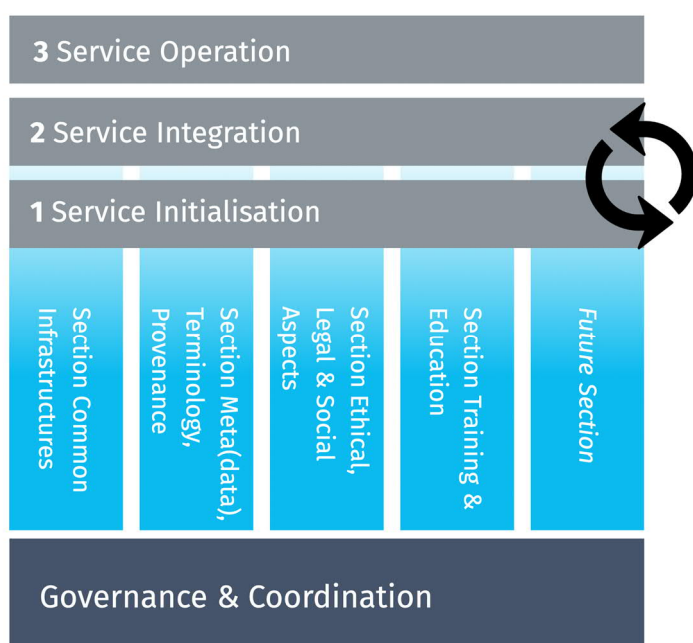 3 Service Operation
2 Service Integration
1 Service Initialisation
Section Common
Infrastructures
Section Meta(data),
Terminology,
Provenance
Section Ethical,
Legal & Social
Aspects
Section Training &
Education
Future Section
Governance & Coordination